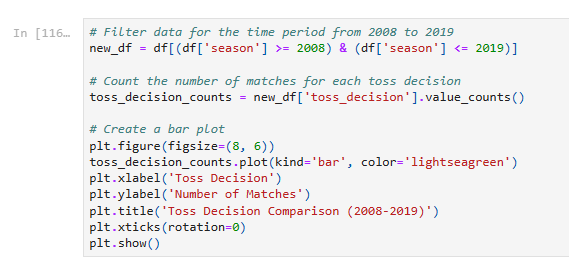 In [116…
# Filter data for the time period from 2008 to 2019
new_df = df[(df['season'] >= 2008) & (df['season'] <= 2019)]
# Count the number of matches for each toss decision
toss_decision_counts = new_df['toss_decision'].value_counts()
# Create a bar plot
plt.figure(figsize=(8, 6))
toss_decision_counts.plot(kind='bar', color='lightseagreen')
plt.xlabel('Toss Decision')
plt.ylabel('Number of Matches')
plt.title('Toss Decision Comparison (2008-2019)')
plt.xticks(rotation=0)
plt.show()